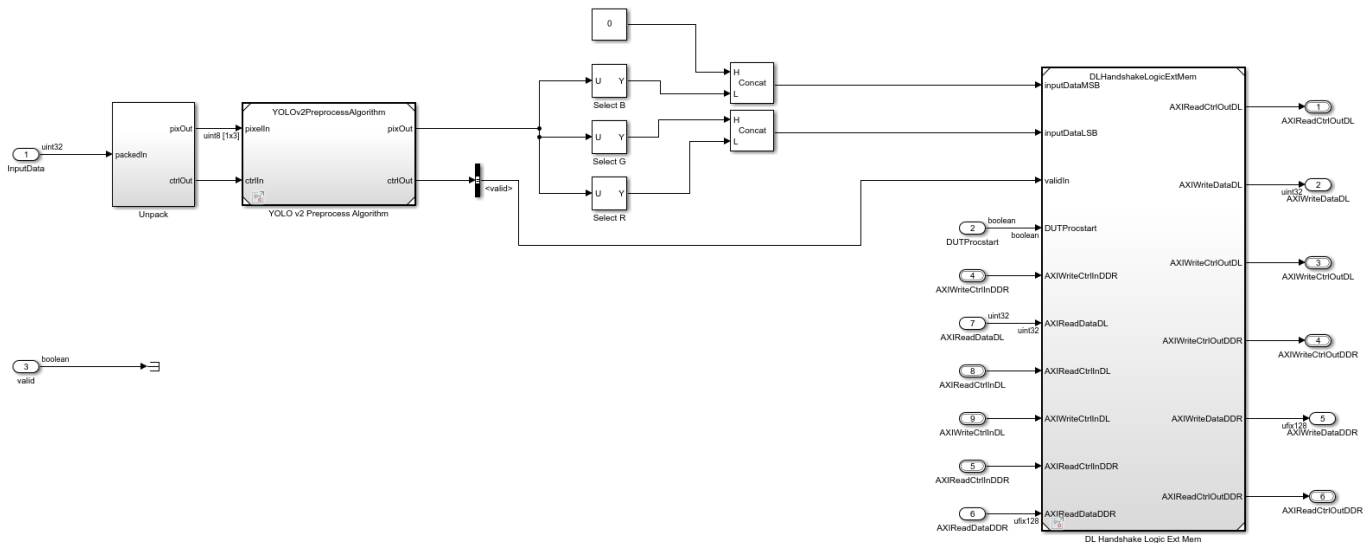 0
U Y
Select B
U Y
Select G
U Y
Select R
H
L
Concat
H
L
Concat
1
InputData
uint32
packedIn
pixOut
ctrlOut
Unpack
uint8 [1x3]
YOLOv2PreprocessAlgorithm
pixelIn
ctrlIn
pixOut
ctrlOut
YOLO v2 Preprocess Algorithm
<valid>
3
valid
boolean
2
DUTProcstart
boolean
boolean
4
AXIWriteCtrlInDDR
7
AXIReadDataDL
uint32
uint32
8
AXIReadCtrlInDL
9
AXIWriteCtrlInDL
5
AXIReadCtrlInDDR
6
AXIReadDataDDR
ufix128
DLHandshakeLogicExtMem
inputDataMSB
inputDataLSB
validIn
DUTProcstart
AXIWriteCtrlInDDR
AXIReadDataDL
AXIReadCtrlInDL
AXIWriteCtrlInDL
AXIReadCtrlInDDR
AXIReadDataDDR
AXIReadCtrlOutDL
AXIWriteDataDL
AXIWriteCtrlOutDL
AXIWriteCtrlOutDDR
AXIWriteDataDDR
AXIReadCtrlOutDDR
DL Handshake Logic Ext Mem
1
AXIReadCtrlOutDL
2
uint32
AXIWriteDataDL
3
AXIWriteCtrlOutDL
4
AXIWriteCtrlOutDDR
5
ufix128
AXIWriteDataDDR
6
AXIReadCtrlOutDDR